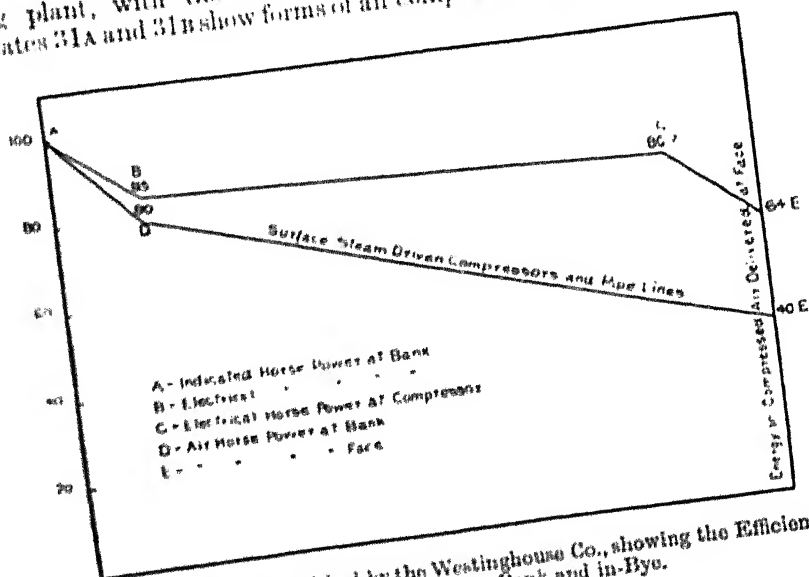 plant, with
ates 31A and 31B show forms of air comp
100
A
80
60
40
20
B
85
80
D
C
80.7
64 E
40 E
Surface Steam Driven Compressors and Pipe Lines
Energy in Compressed Air Delivered at Face
A - Indicated Horse Power at Bank
B - Electrical " " " "
C - Electrical Horse Power at Compressors
D - Air Horse Power at Bank
E - " " " " Face
by the Westinghouse Co., showing the Efficien
and in-Bye.